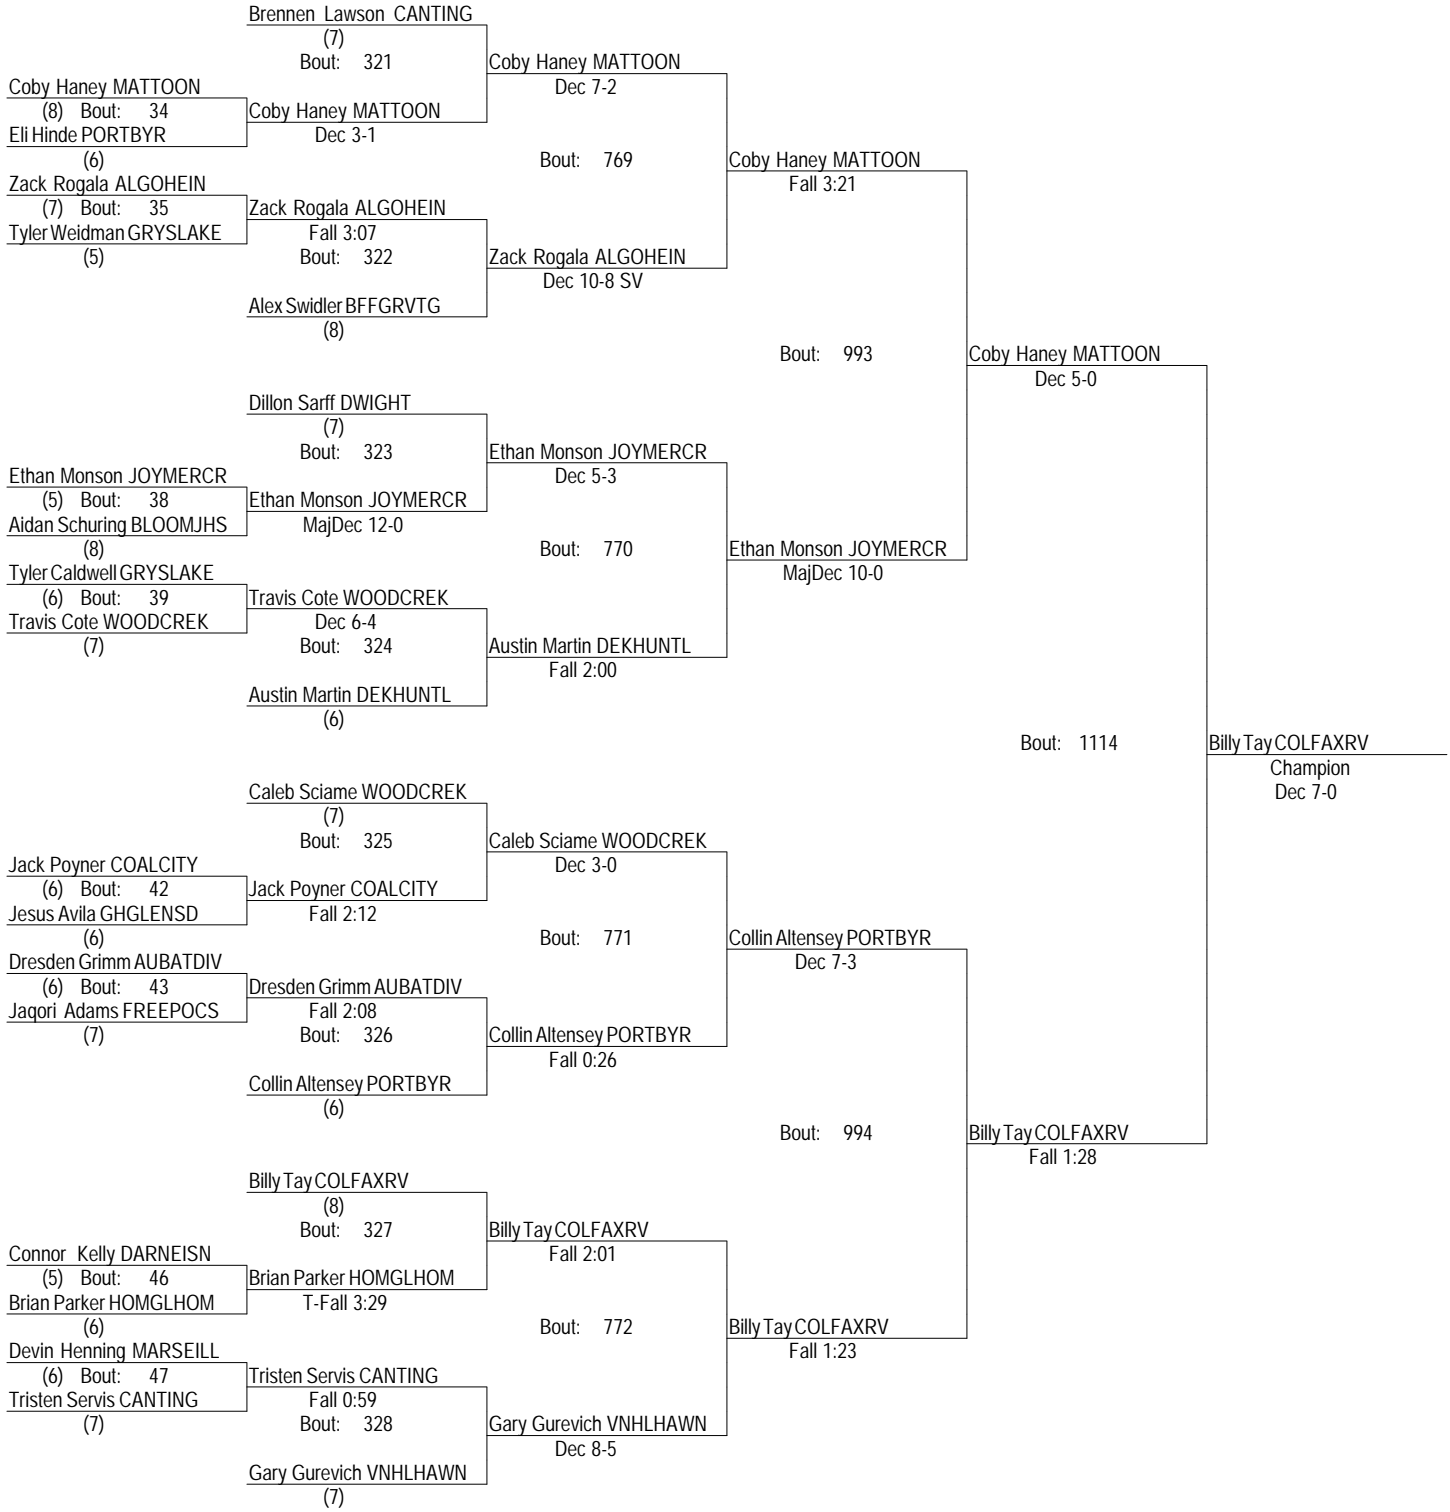 Brennen Lawson CANTING
(7)
Bout: 321
Coby Haney MATTOON
Dec 7-2
Coby Haney MATTOON
(8) Bout: 34
Coby Haney MATTOON
Eli Hinde PORTBYR
Dec 3-1
(6)
Bout: 769
Coby Haney MATTOON
Fall 3:21
Zack Rogala ALGOHEIN
(7) Bout: 35
Zack Rogala ALGOHEIN
Tyler Weidman GRYSLAKE
Fall 3:07
(5)
Bout: 322
Zack Rogala ALGOHEIN
Dec 10-8 SV
Alex Swidler BFFGRVTG
(8)
Bout: 993
Coby Haney MATTOON
Dec 5-0
Dillon Sarff DWIGHT
(7)
Bout: 323
Ethan Monson JOYMERCR
Dec 5-3
Ethan Monson JOYMERCR
(5) Bout: 38
Ethan Monson JOYMERCR
Aidan Schuring BLOOMJHS
MajDec 12-0
(8)
Bout: 770
Ethan Monson JOYMERCR
MajDec 10-0
Tyler Caldwell GRYSLAKE
(6) Bout: 39
Travis Cote WOODCREK
Travis Cote WOODCREK
Dec 6-4
(7)
Bout: 324
Austin Martin DEKHUNTL
Fall 2:00
Austin Martin DEKHUNTL
(6)
Bout: 1114
Billy Tay COLFAXRV
Champion
Dec 7-0
Caleb Sciame WOODCREK
(7)
Bout: 325
Caleb Sciame WOODCREK
Dec 3-0
Jack Poyner COALCITY
(6) Bout: 42
Jack Poyner COALCITY
Jesus Avila GHGLENSD
Fall 2:12
(6)
Bout: 771
Collin Altensey PORTBYR
Dec 7-3
Dresden Grimm AUBATDIV
(6) Bout: 43
Dresden Grimm AUBATDIV
Jaqori Adams FREEPOCS
Fall 2:08
(7)
Bout: 326
Collin Altensey PORTBYR
Fall 0:26
Collin Altensey PORTBYR
(6)
Bout: 994
Billy Tay COLFAXRV
Fall 1:28
Billy Tay COLFAXRV
(8)
Bout: 327
Billy Tay COLFAXRV
Fall 2:01
Connor Kelly DARNEISN
(5) Bout: 46
Brian Parker HOMGLHOM
Brian Parker HOMGLHOM
T-Fall 3:29
(6)
Bout: 772
Billy Tay COLFAXRV
Fall 1:23
Devin Henning MARSEILL
(6) Bout: 47
Tristen Servis CANTING
Tristen Servis CANTING
Fall 0:59
(7)
Bout: 328
Gary Gurevich VNHLHAWN
Dec 8-5
Gary Gurevich VNHLHAWN
(7)